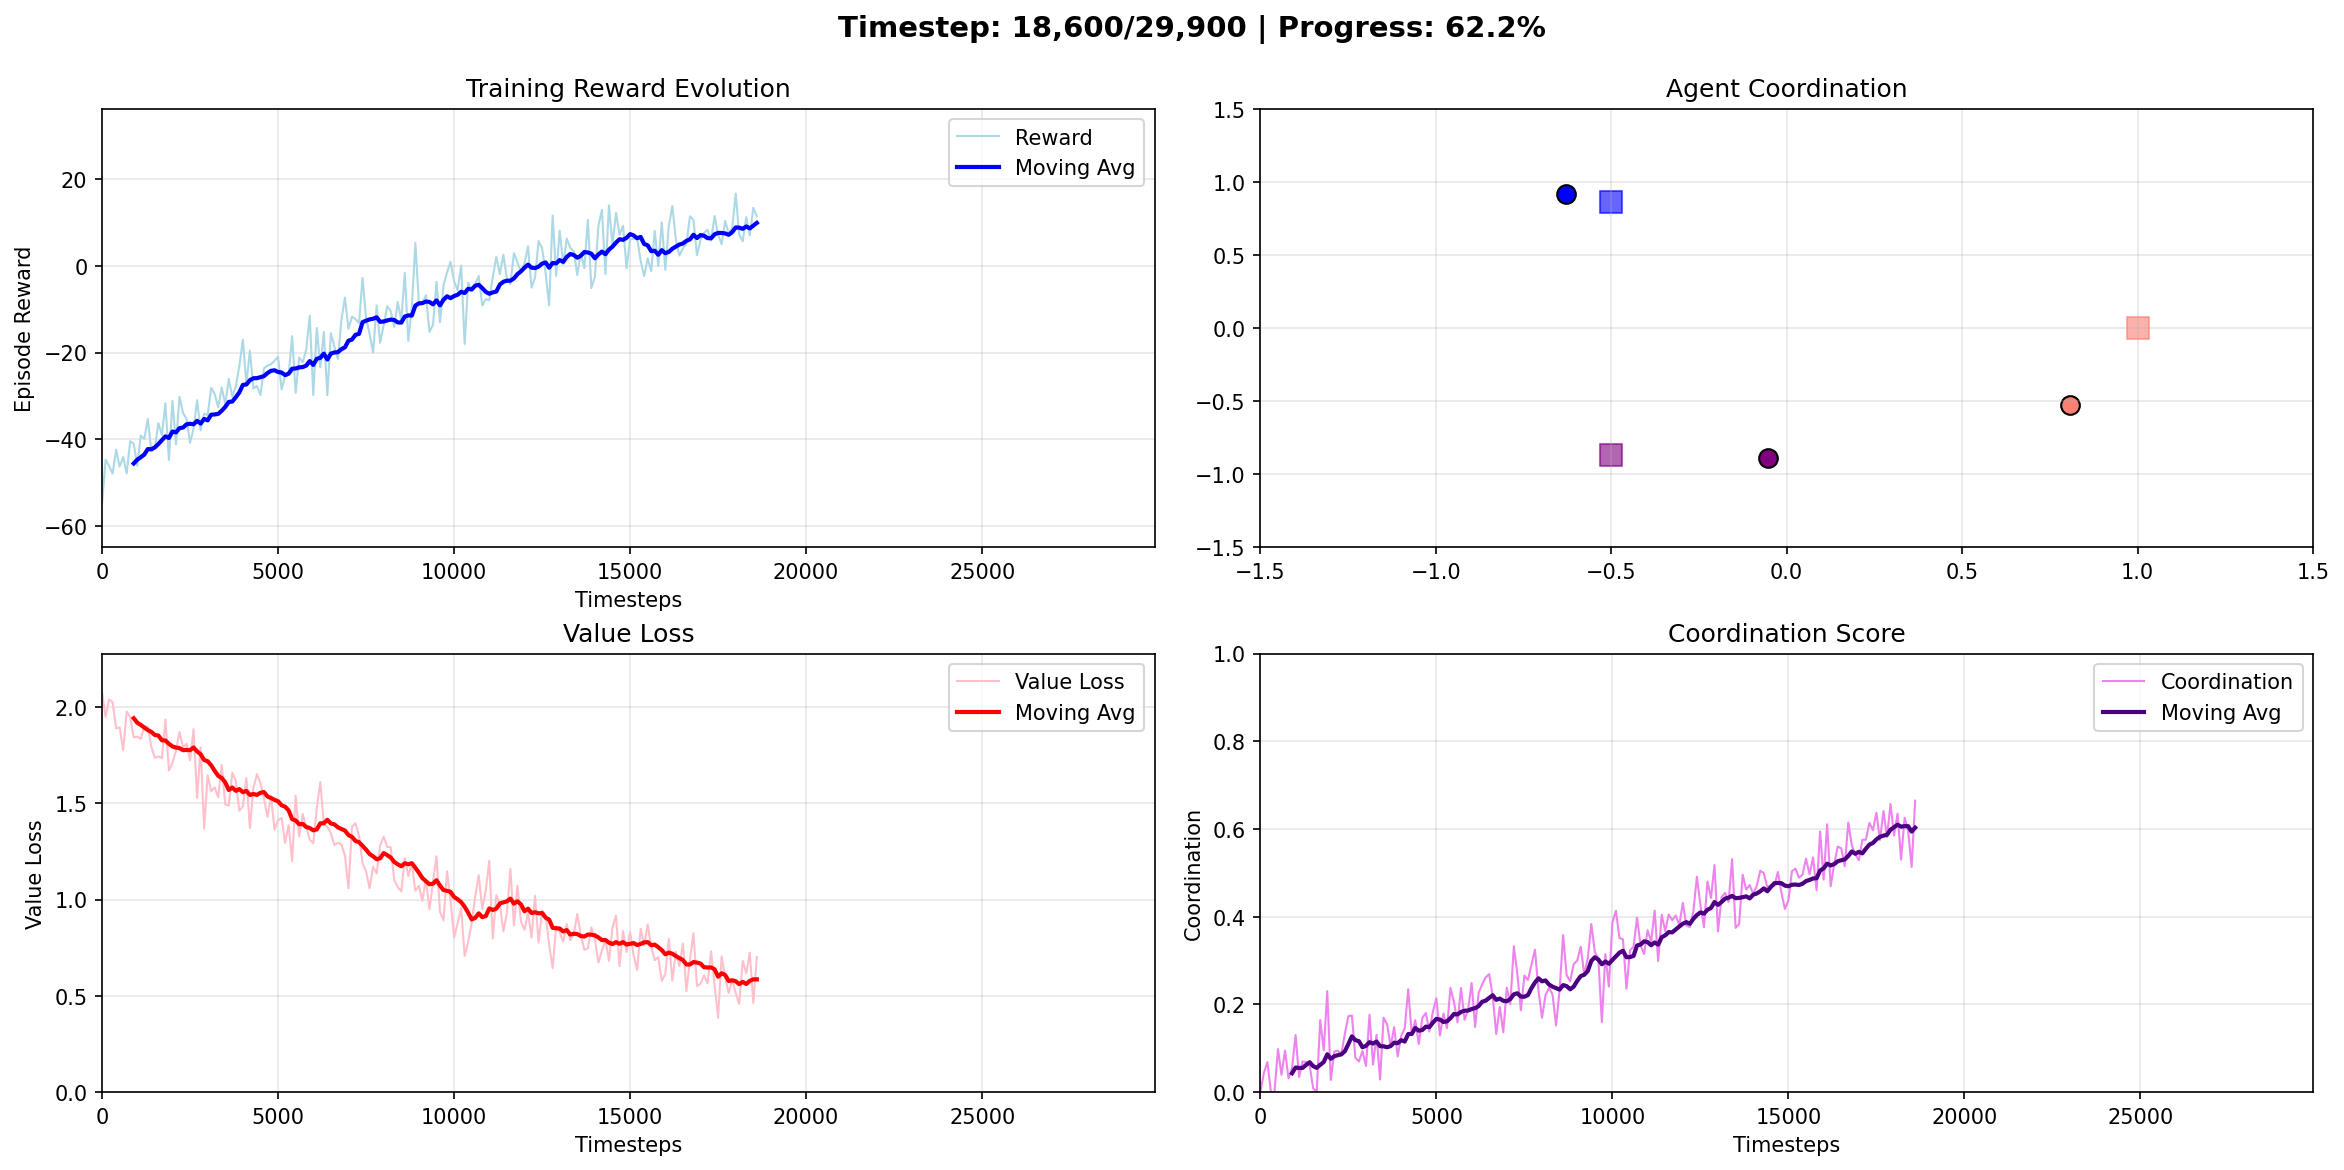 Timestep: 18,600/29,900 | Progress: 62.2%
Training Reward Evolution
Episode Reward
20
0
−20
−40
−60
Reward
Moving Avg
0
5000
10000
15000
20000
25000
Timesteps
Agent Coordination
1.5
1.0
0.5
0.0
−0.5
−1.0
−1.5
−1.5
−1.0
−0.5
0.0
0.5
1.0
1.5
Value Loss
Value Loss
2.0
1.5
1.0
0.5
0.0
Value Loss
Moving Avg
0
5000
10000
15000
20000
25000
Timesteps
Coordination Score
Coordination
1.0
0.8
0.6
0.4
0.2
0.0
Coordination
Moving Avg
0
5000
10000
15000
20000
25000
Timesteps